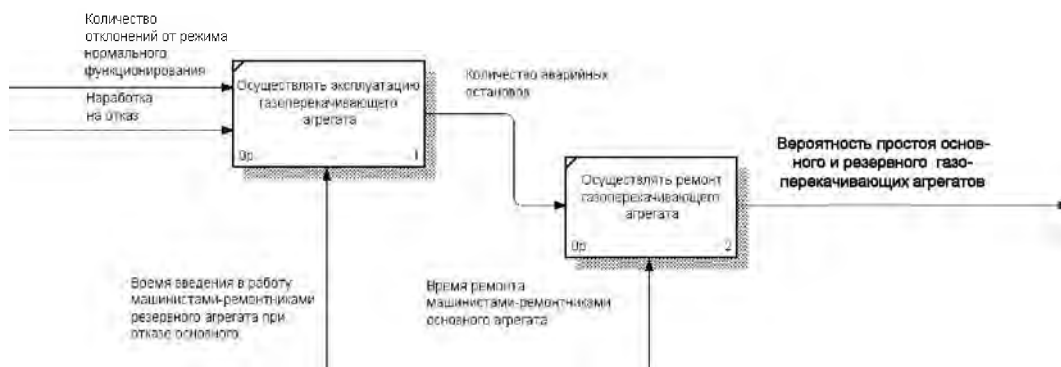 Количество
отклонений от режима
нормального
функционирования
Наработка
на отказ
Осуществлять эксплуатацию
газоперекачивающего
агрегата
0р.
1
Количество аварийных
остановов
Вероятность простоя основ-
ного и резервного газо-
перекачивающих агрегатов
Осуществлять ремонт
газоперекачивающего
агрегата
0р.
2
Время введения в работу
машинистами-ремонтниками
резервного агрегата при
отказе основного
Время ремонта
машинистами-ремонтниками
основного агрегата